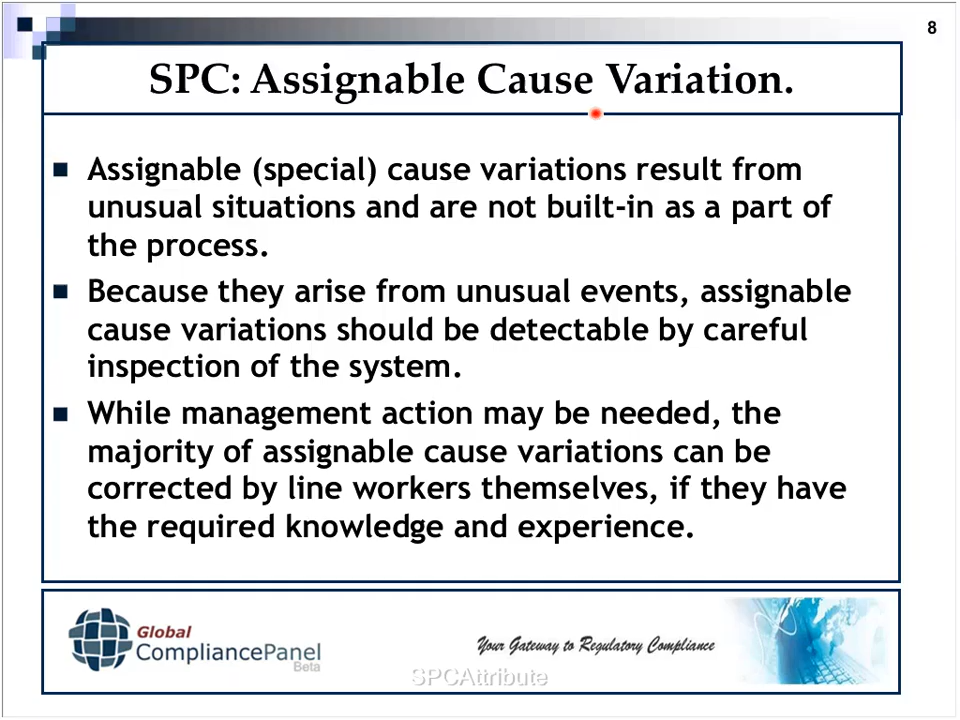 8
SPC: Assignable Cause Variation.
Assignable (special) cause variations result from
unusual situations and are not built-in as a part of
the process.
Because they arise from unusual events, assignable
cause variations should be detectable by careful
inspection of the system.
While management action may be needed, the
majority of assignable cause variations can be
corrected by line workers themselves, if they have
the required knowledge and experience.
Global
CompliancePanel
Beta
Your Gateway to Regulatory Compliance
SPCAttribute